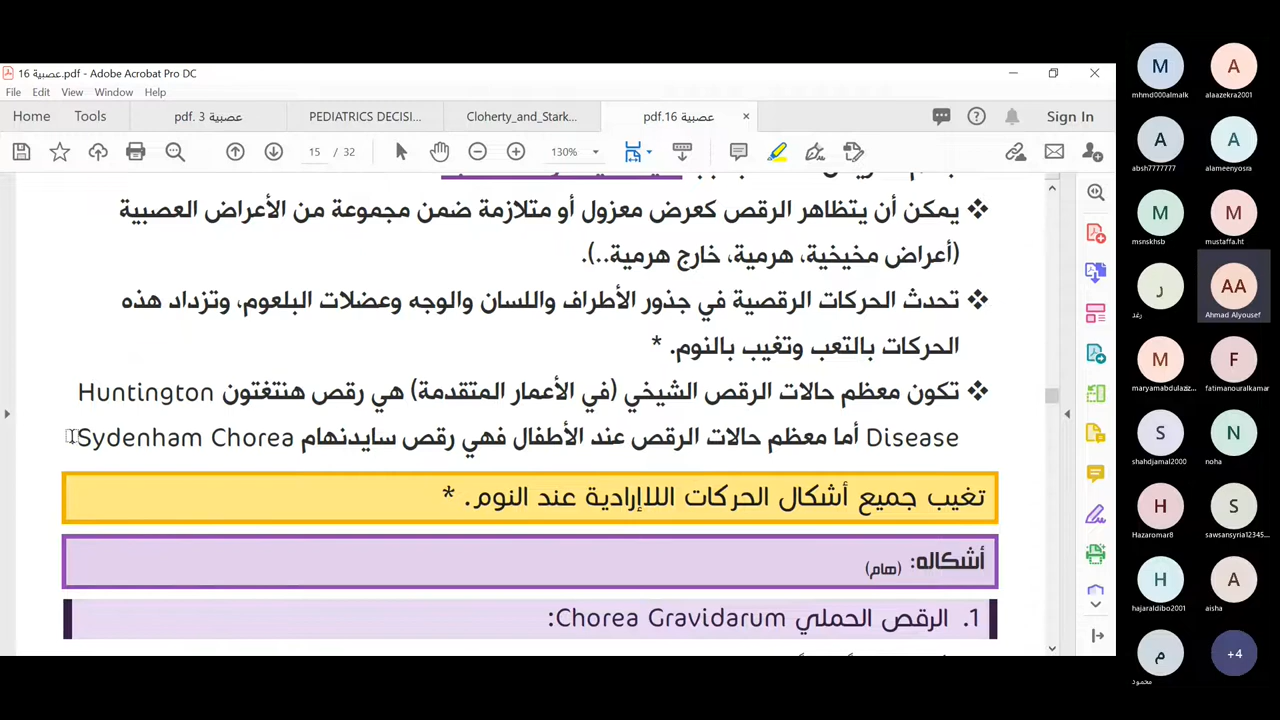 16 عصبية.pdf - Adobe Acrobat Pro DC
File Edit View Window Help
Home Tools
عصبية 3 .pdf
PEDIATRICS DECISI...
Cloherty_and_Stark...
عصبية 16.pdf
Sign In
15 / 32
130%
❖ يمكن أن يتظاهر الرقص كعرض معزول أو متلازمة ضمن مجموعة من الأعراض العصبية
(أعراض مخيخية، هرمية، خارج هرمية..).
❖ تحدث الحركات الرقصية في جذور الأطراف واللسان والوجه وعضلات البلعوم، وتزداد هذه
الحركات بالتعب وتغيب بالنوم. *
❖ تكون معظم حالات الرقص الشيخي (في الأعمار المتقدمة) هي رقص هنتغتون Huntington
Disease أما معظم حالات الرقص عند الأطفال فهي رقص سايدنهام Sydenham Chorea
تغيب جميع أشكال الحركات اللاإرادية عند النوم. *
أشكاله: (هام)
1. الرقص الحملي Chorea Gravidarum:
M
mhmd000almalk
A
alaazekra2001
A
absh7777777
A
alameenyosra
M
msnskhsb
M
mustaffa.ht
ر
رغد
AA
Ahmad Alyousef
M
maryamabdulaziz...
F
fatimanouralkamar
S
shahdjamal2000
N
noha
H
Hazaromar8
S
sawsansyria12345...
H
hajaraldibo2001
A
aisha
م
محمود
+4